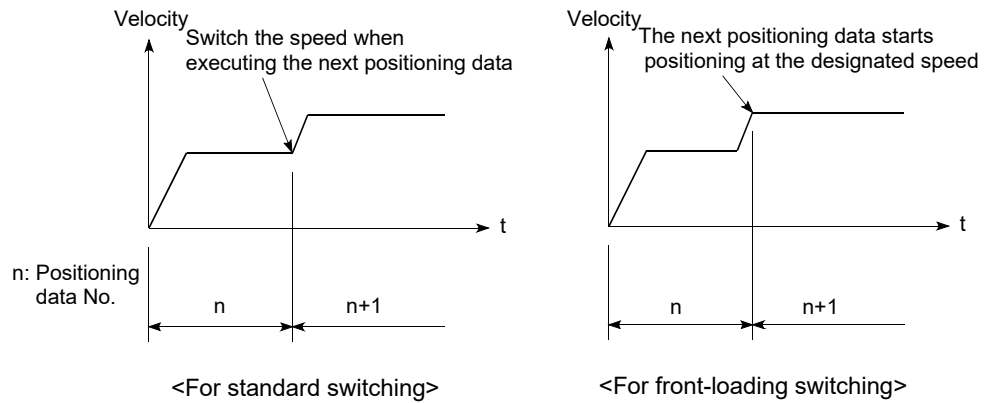 Velocity
Switch the speed when
executing the next positioning data
t
n: Positioning
data No.
n
n+1
<For standard switching>
Velocity
The next positioning data starts
positioning at the designated speed
t
n
n+1
<For front-loading switching>